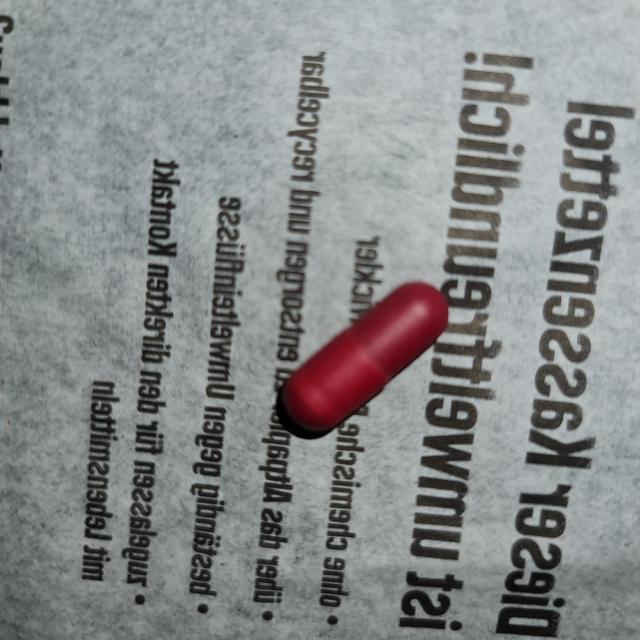 Dieser Kassenzettel
ist umweltfreundlich!
• ohne chemische
• über das Altpapier entsorgen und recycelbar
• beständig gegen Umwelteinflüsse
• zugelassen für den direkten Kontakt
mit Lebensmitteln